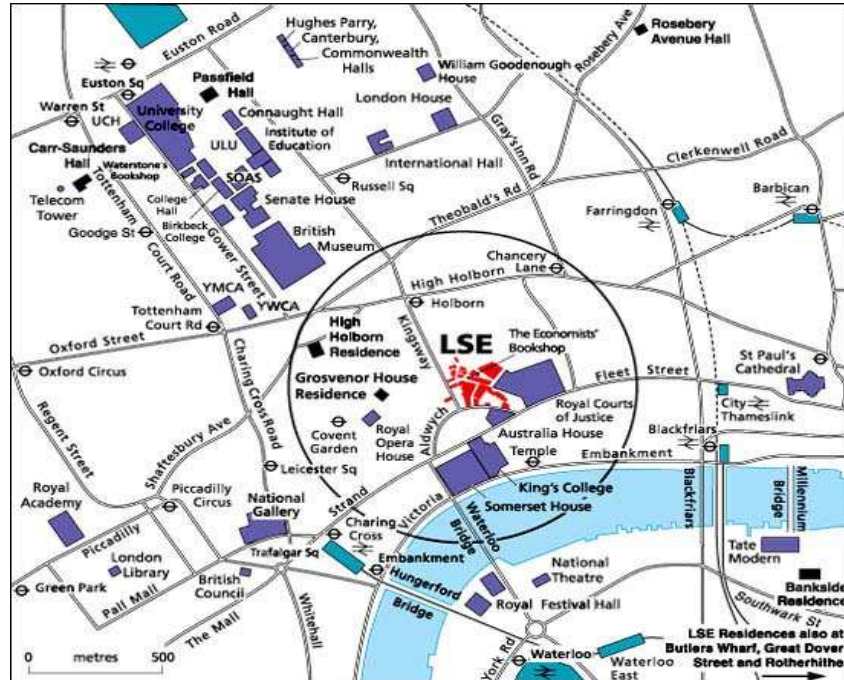 Euston Road
Hughes Parry,
Canterbury,
Commonwealth
Halls
Rosebery Ave
Rosebery
Avenue Hall
Euston Sq
Passfield
Hall
William Goodenough
House
Warren St
UCH
University
College
Connaught Hall
London House
ULU
Institute of
Education
Gray's Inn Rd
Carr-Saunders
Hall
Waterstone's
Bookshop
International Hall
Clerkenwell Road
SOAS
Russell Sq
Telecom
Tower
Tottenham
Court Road
College
Hall
Senate House
Theobald's Rd
Farringdon
Barbican
Birkbeck
College
Goodge St
Gower Street
British
Museum
Chancery
Lane
High Holborn
YMCA
YWCA
Holborn
Tottenham
Court Rd
Kingsway
Oxford Street
High
Holborn
Residence
LSE
The Economists'
Bookshop
St Paul's
Cathedral
Oxford Circus
Charing Cross Road
Grosvenor House
Residence
Fleet Street
Regent Street
Shaftesbury Ave
Aldwych
Royal Courts
of Justice
City
Thameslink
Covent
Garden
Royal
Opera
House
Australia House
Blackfriars
Leicester Sq
Temple
Embankment
Royal
Academy
Piccadilly
Circus
National
Gallery
Strand
King's College
Somerset House
Blackfriars
Millennium
Bridge
Piccadilly
Charing
Cross
Victoria
Waterloo
Bridge
Trafalgar Sq
London
Library
Embankment
National
Theatre
Tate
Modern
Green Park
Pall Mall
British
Council
Hungerford
Bridge
Royal Festival Hall
Bankside
Residence
The Mall
Whitehall
Southwark St
York Rd
LSE Residences also at
Butlers Wharf, Great Dover
Street and Rotherhithe
0 metres 500
Waterloo
Waterloo
East